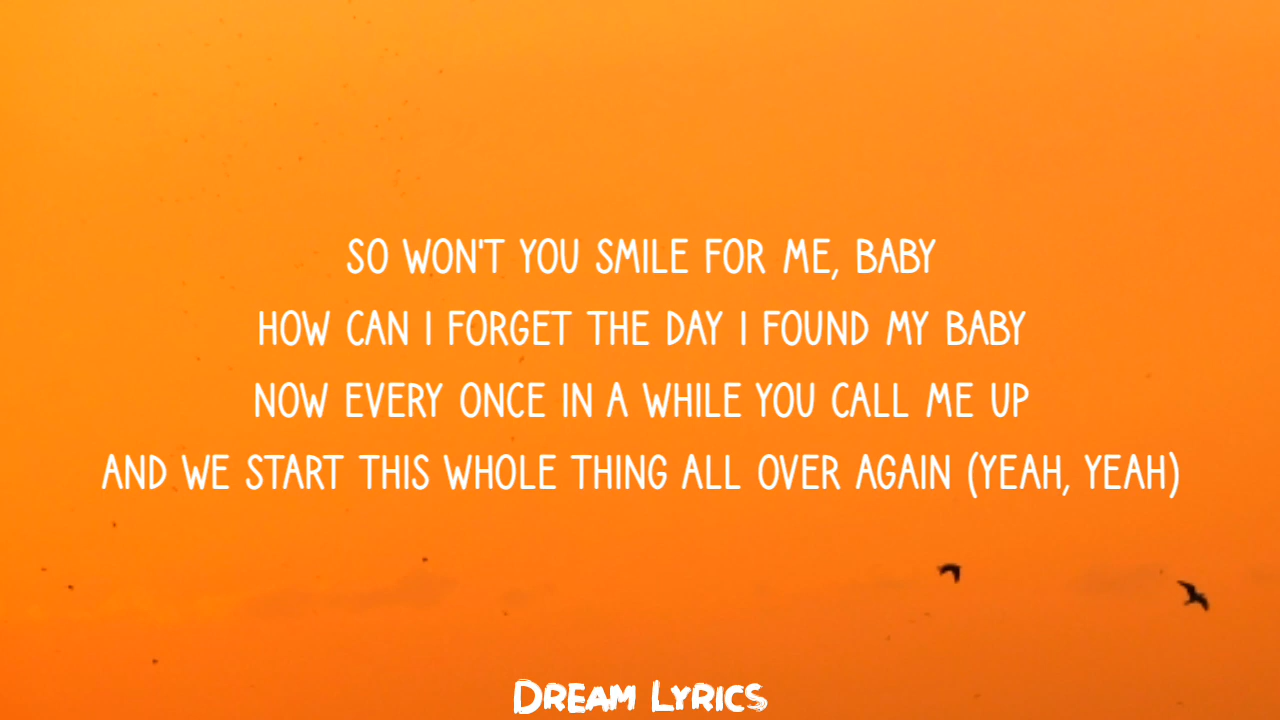 SO WON'T YOU SMILE FOR ME, BABY
HOW CAN I FORGET THE DAY I FOUND MY BABY
NOW EVERY ONCE IN A WHILE YOU CALL ME UP
AND WE START THIS WHOLE THING ALL OVER AGAIN (YEAH, YEAH)
DREAM LYRICS